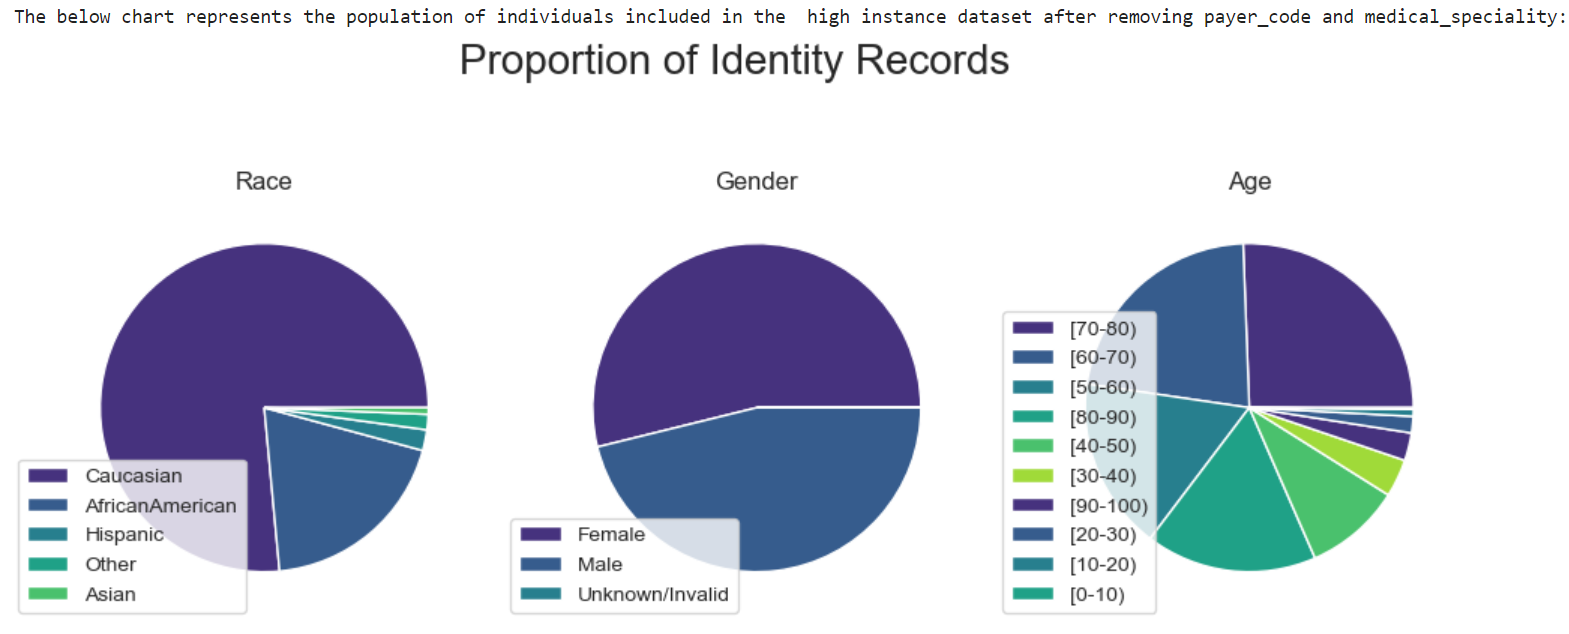 The below chart represents the population of individuals included in the  high instance dataset after removing payer_code and medical_speciality:
Proportion of Identity Records
Race
Caucasian
AfricanAmerican
Hispanic
Other
Asian
Gender
Female
Male
Unknown/Invalid
Age
[70-80)
[60-70)
[50-60)
[80-90)
[40-50)
[30-40)
[90-100)
[20-30)
[10-20)
[0-10)